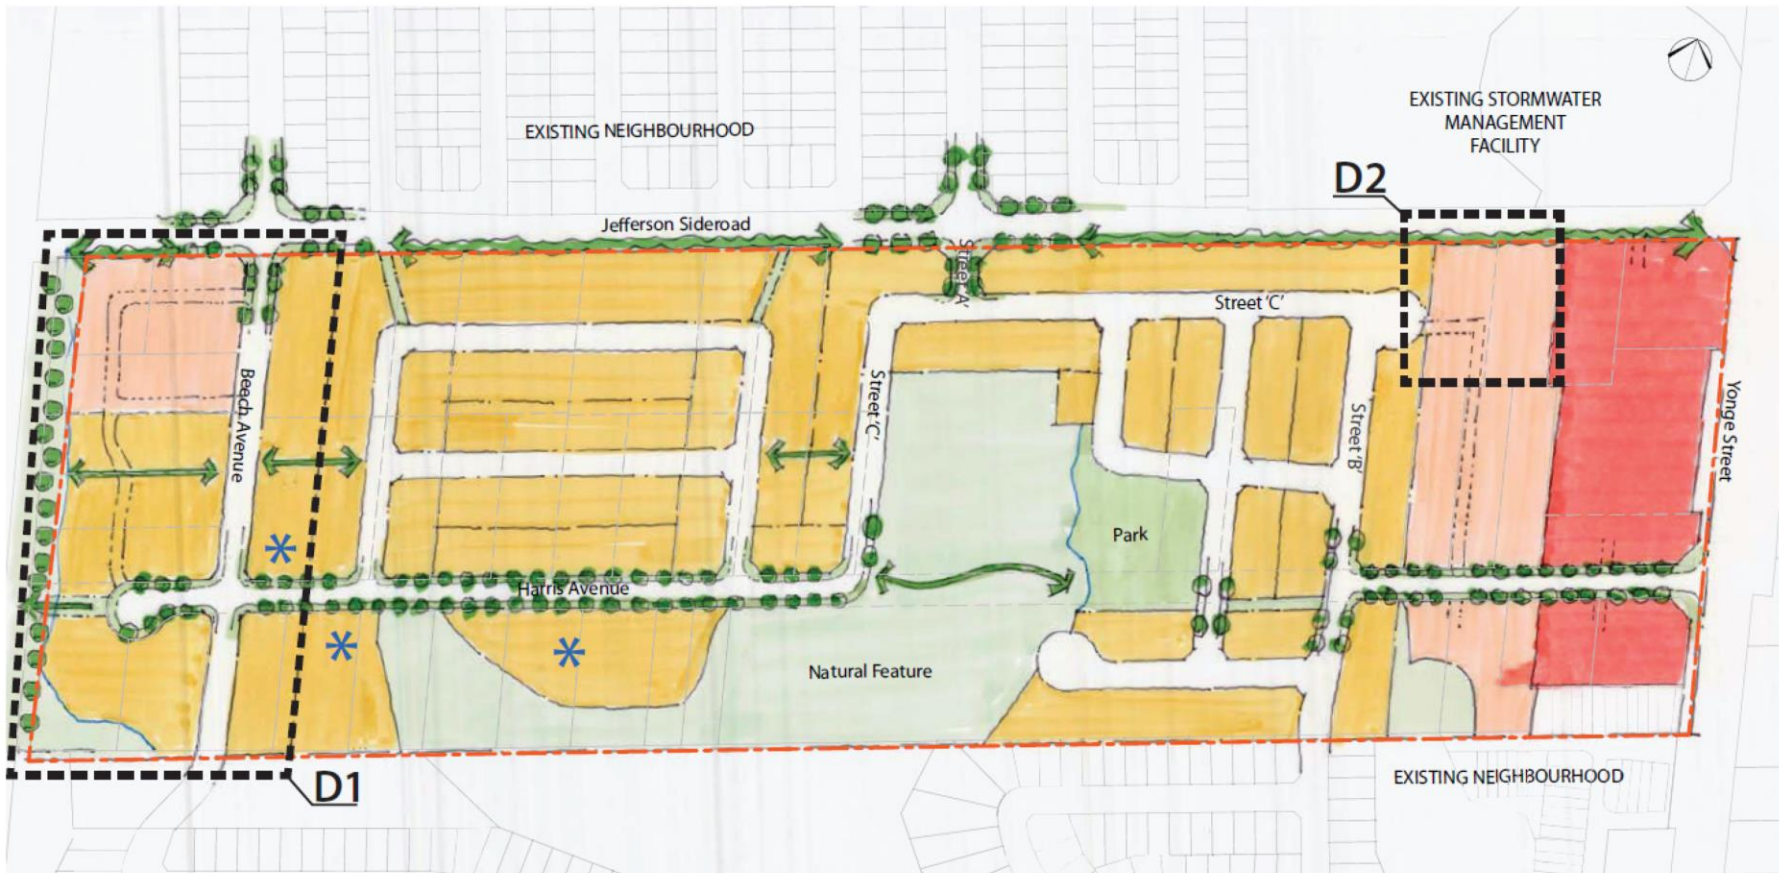 EXISTING NEIGHBOURHOOD
EXISTING STORMWATER
MANAGEMENT
FACILITY
D2
Jefferson Sideroad
Street ‘A’
Street ‘C’
Beech Avenue
Street ‘C’
Street ‘B’
Yonge Street
*
Park
Harris Avenue
*
*
Natural Feature
D1
EXISTING NEIGHBOURHOOD